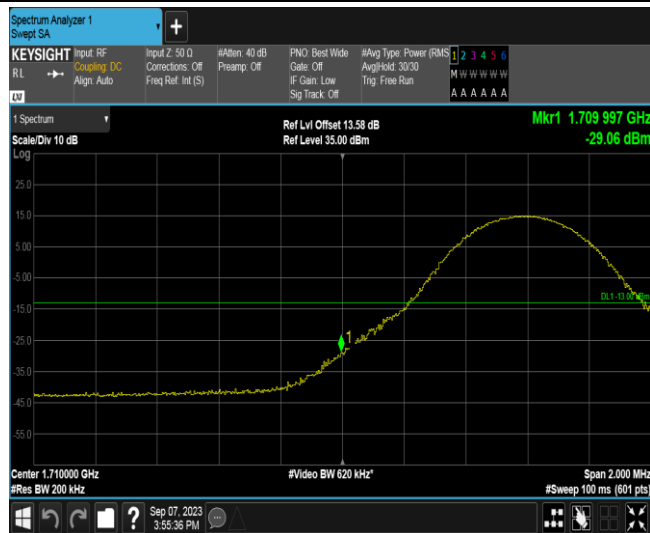 Spectrum Analyzer 1
Swept SA
+
KEYSIGHT
RL
LXI
Input: RF
Coupling: DC
Align: Auto
Input Z: 50 Ω
Corrections: Off
Freq Ref: Int (S)
#Atten: 40 dB
Preamp: Off
PNO: Best Wide
Gate: Off
IF Gain: Low
Sig Track: Off
#Avg Type: Power (RMS
Avg|Hold: 30/30
Trig: Free Run
1 2 3 4 5 6
M W W W W W
A A A A A A
1 Spectrum
Scale/Div 10 dB
Log
Ref Lvl Offset 13.58 dB
Ref Level 35.00 dBm
Mkr1 1.709 997 GHz
-29.06 dBm
25.0
15.0
5.00
-5.00
DL1 -13.00 dBm
-15.0
1
-25.0
-35.0
-45.0
-55.0
Center 1.710000 GHz
#Res BW 200 kHz
#Video BW 620 kHz*
Span 2.000 MHz
#Sweep 100 ms (601 pts)
?
Sep 07, 2023
3:55:36 PM